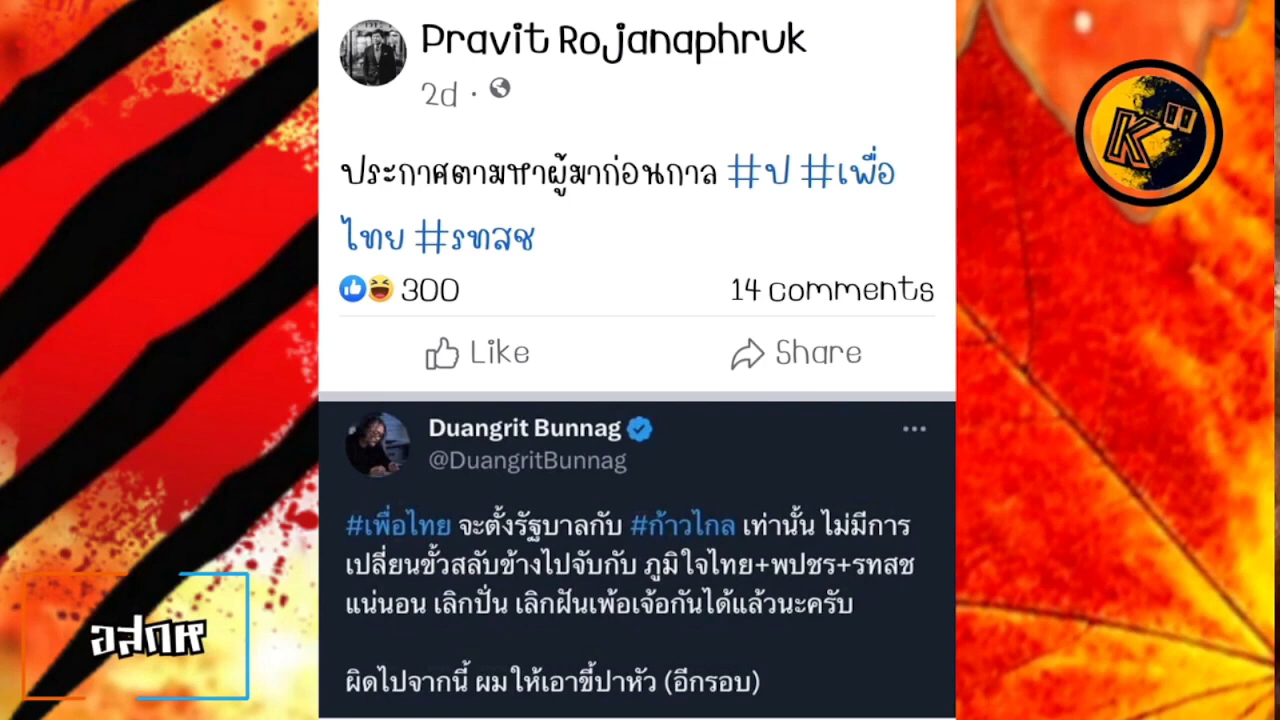 Pravit Rojanaphruk
2d ·
ประกาศตามหาผู้มาก่อนกาล #ป #เพื่อ
ไทย #รทสช
300 14 comments
Like Share
Duangrit Bunnag
@DuangritBunnag
#เพื่อไทย จะตั้งรัฐบาลกับ #ก้าวไกล เท่านั้น ไม่มีการ
เปลี่ยนขั้วสลับข้างไปจับกับ ภูมิใจไทย+พปชร+รทสช
แน่นอน เลิกปั่น เลิกฝันเพ้อเจ้อกันได้แล้วนะครับ
ผิดไปจากนี้ ผมให้เอาขี้ปาหัว (อีกรอบ)
K"
อสกห